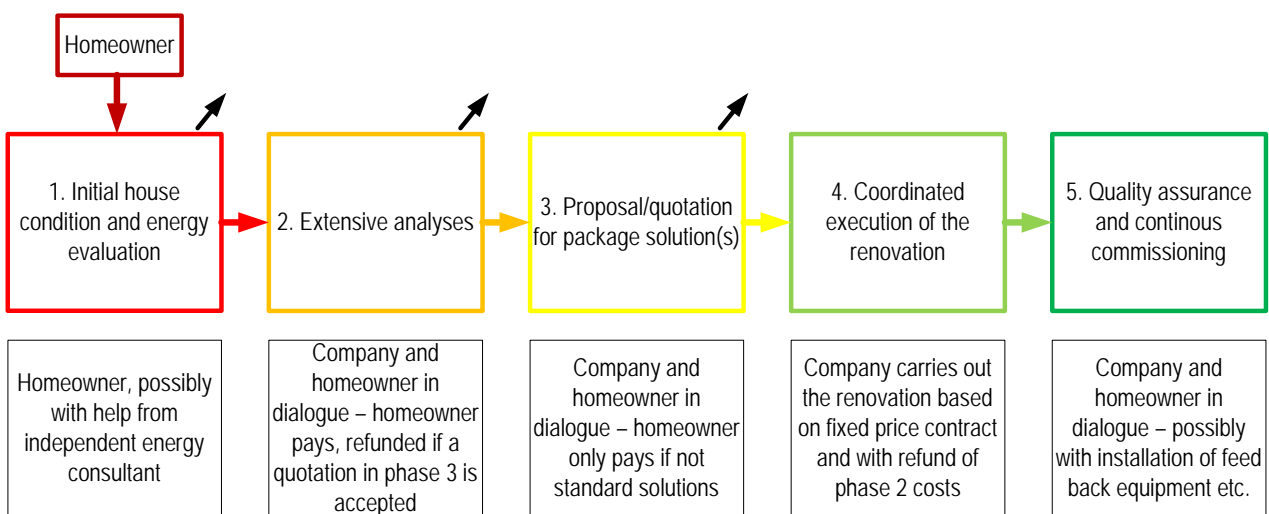 Homeowner
1. Initial house
condition and energy
evaluation
2. Extensive analyses
3. Proposal/quotation
for package solution(s)
4. Coordinated
execution of the
renovation
5. Quality assurance
and continous
commissioning
Homeowner, possibly
with help from
independent energy
consultant
Company and
homeowner in
dialogue – homeowner
pays, refunded if a
quotation in phase 3 is
accepted
Company and
homeowner in
dialogue – homeowner
only pays if not
standard solutions
Company carries out
the renovation based
on fixed price contract
and with refund of
phase 2 costs
Company and
homeowner in
dialogue – possibly
with installation of feed
back equipment etc.